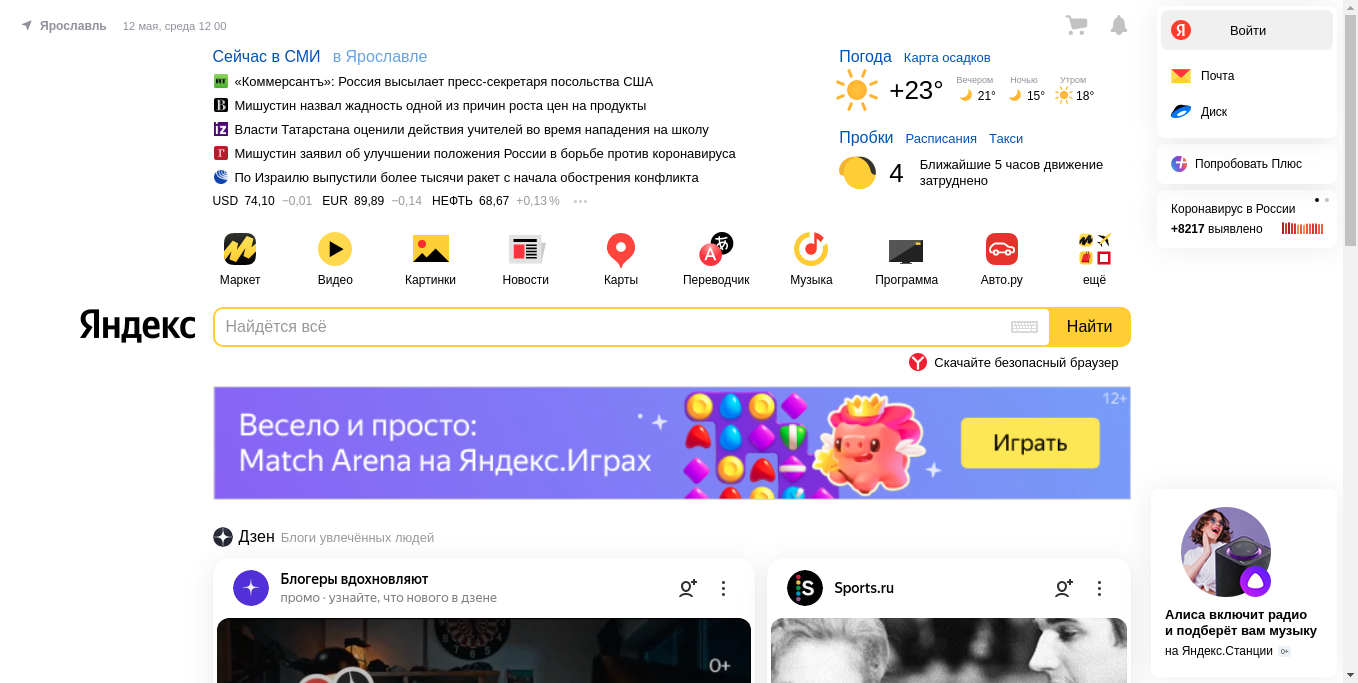 Ярославль 12 мая, среда 12 00
Сейчас в СМИ в Ярославле
«Коммерсантъ»: Россия высылает пресс-секретаря посольства США
Мишустин назвал жадность одной из причин роста цен на продукты
Власти Татарстана оценили действия учителей во время нападения на школу
Мишустин заявил об улучшении положения России в борьбе против коронавируса
По Израилю выпустили более тысячи ракет с начала обострения конфликта
USD 74,10 −0,01 EUR 89,89 −0,14 НЕФТЬ 68,67 +0,13 %
Погода Карта осадков
+23°
Вечером Ночью Утром
21° 15° 18°
Пробки Расписания Такси
4
Ближайшие 5 часов движение
затруднено
Войти
Почта
Диск
Попробовать Плюс
Коронавирус в России
+8217 выявлено
Маркет Видео Картинки Новости Карты Переводчик Музыка Программа Авто.ру ещё
Яндекс
Найдётся всё
Найти
Скачайте безопасный браузер
12+
Весело и просто:
Match Arena на Яндекс.Играх
Играть
Дзен Блоги увлечённых людей
Блогеры вдохновляют
промо · узнайте, что нового в дзене
0+
Sports.ru
Алиса включит радио
и подберёт вам музыку
на Яндекс.Станции 0+